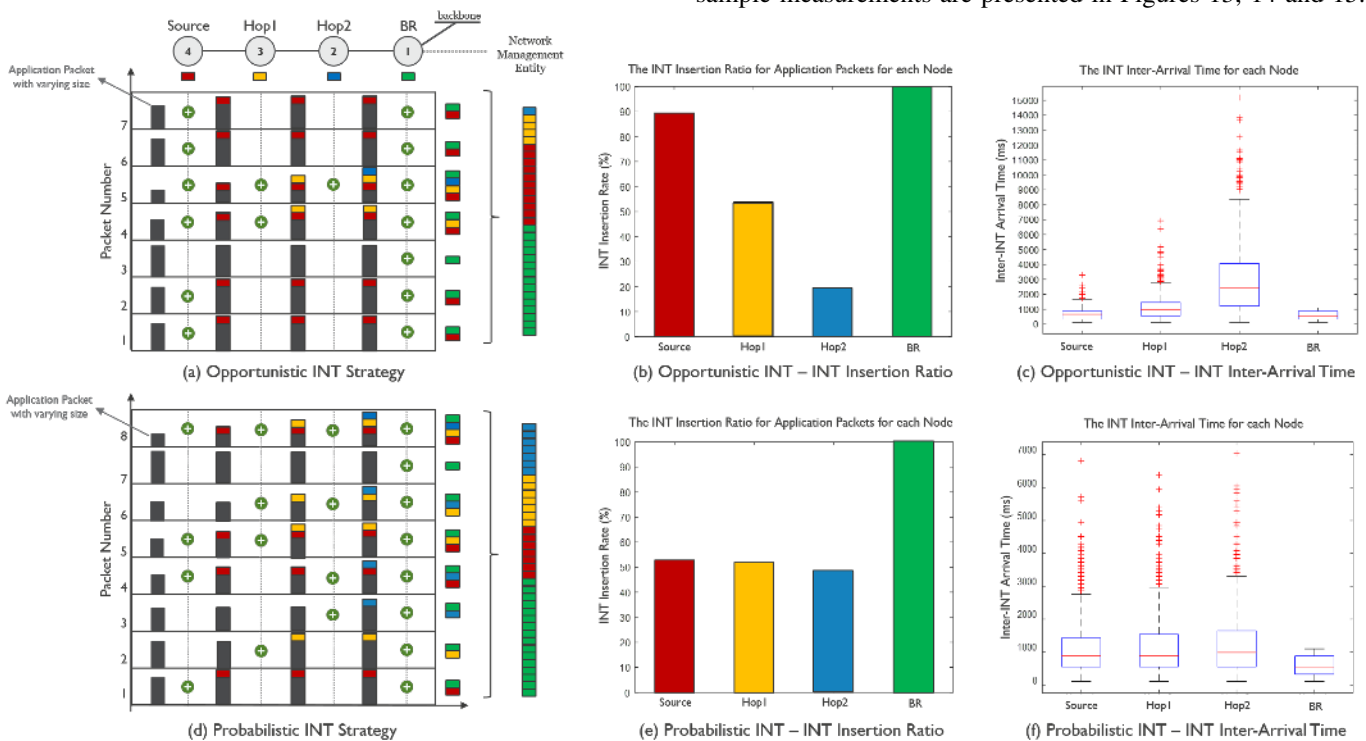 sample measurements are presented in Figures 13, 14 and 15.
backbone
Source Hop1 Hop2 BR
4 3 2 1
Network
Management
Entity
Application Packet
with varying size
Packet Number
7
6
5
4
3
2
1
(a) Opportunistic INT Strategy
The INT Insertion Ratio for Application Packets for each Node
INT Insertion Rate (%)
100
90
80
70
60
50
40
30
20
10
0
Source Hop1 Hop2 BR
(b) Opportunistic INT – INT Insertion Ratio
The INT Inter-Arrival Time for each Node
Inter-INT Arrival Time (ms)
15000
14000
13000
12000
11000
10000
9000
8000
7000
6000
5000
4000
3000
2000
1000
0
Source Hop1 Hop2 BR
(c) Opportunistic INT – INT Inter-Arrival Time
Application Packet
with varying size
Packet Number
8
7
6
5
4
3
2
1
(d) Probabilistic INT Strategy
The INT Insertion Ratio for Application Packets for each Node
INT Insertion Rate (%)
100
90
80
70
60
50
40
30
20
10
0
Source Hop1 Hop2 BR
(e) Probabilistic INT – INT Insertion Ratio
The INT Inter-Arrival Time for each Node
Inter-INT Arrival Time (ms)
7000
6000
5000
4000
3000
2000
1000
0
Source Hop1 Hop2 BR
(f) Probabilistic INT – INT Inter-Arrival Time